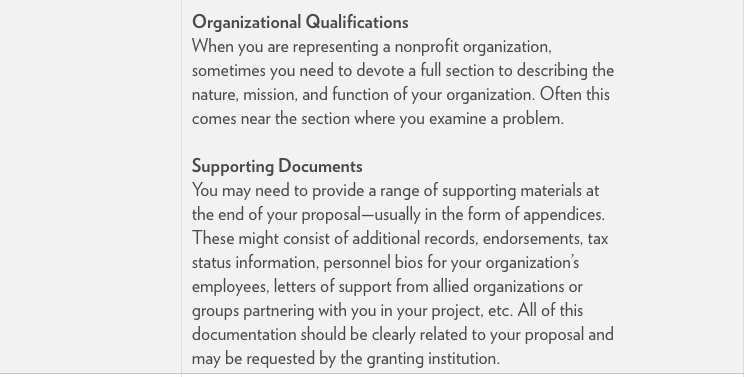 Organizational Qualifications
When you are representing a nonprofit organization,
sometimes you need to devote a full section to describing the
nature, mission, and function of your organization. Often this
comes near the section where you examine a problem.
Supporting Documents
You may need to provide a range of supporting materials at
the end of your proposal—usually in the form of appendices.
These might consist of additional records, endorsements, tax
status information, personnel bios for your organization’s
employees, letters of support from allied organizations or
groups partnering with you in your project, etc. All of this
documentation should be clearly related to your proposal and
may be requested by the granting institution.